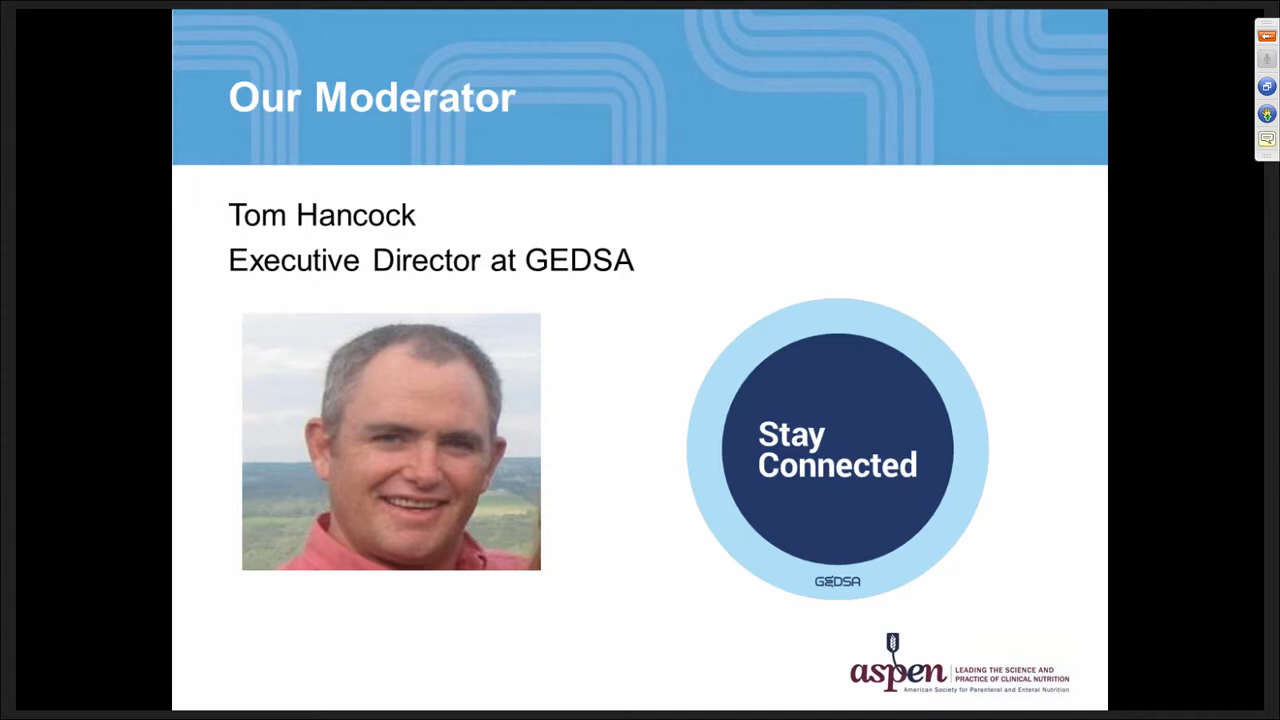 Our Moderator
Tom Hancock
Executive Director at GEDSA
Stay
Connected
GEDSA
aspen
LEADING THE SCIENCE AND
PRACTICE OF CLINICAL NUTRITION
American Society for Parenteral and Enteral Nutrition